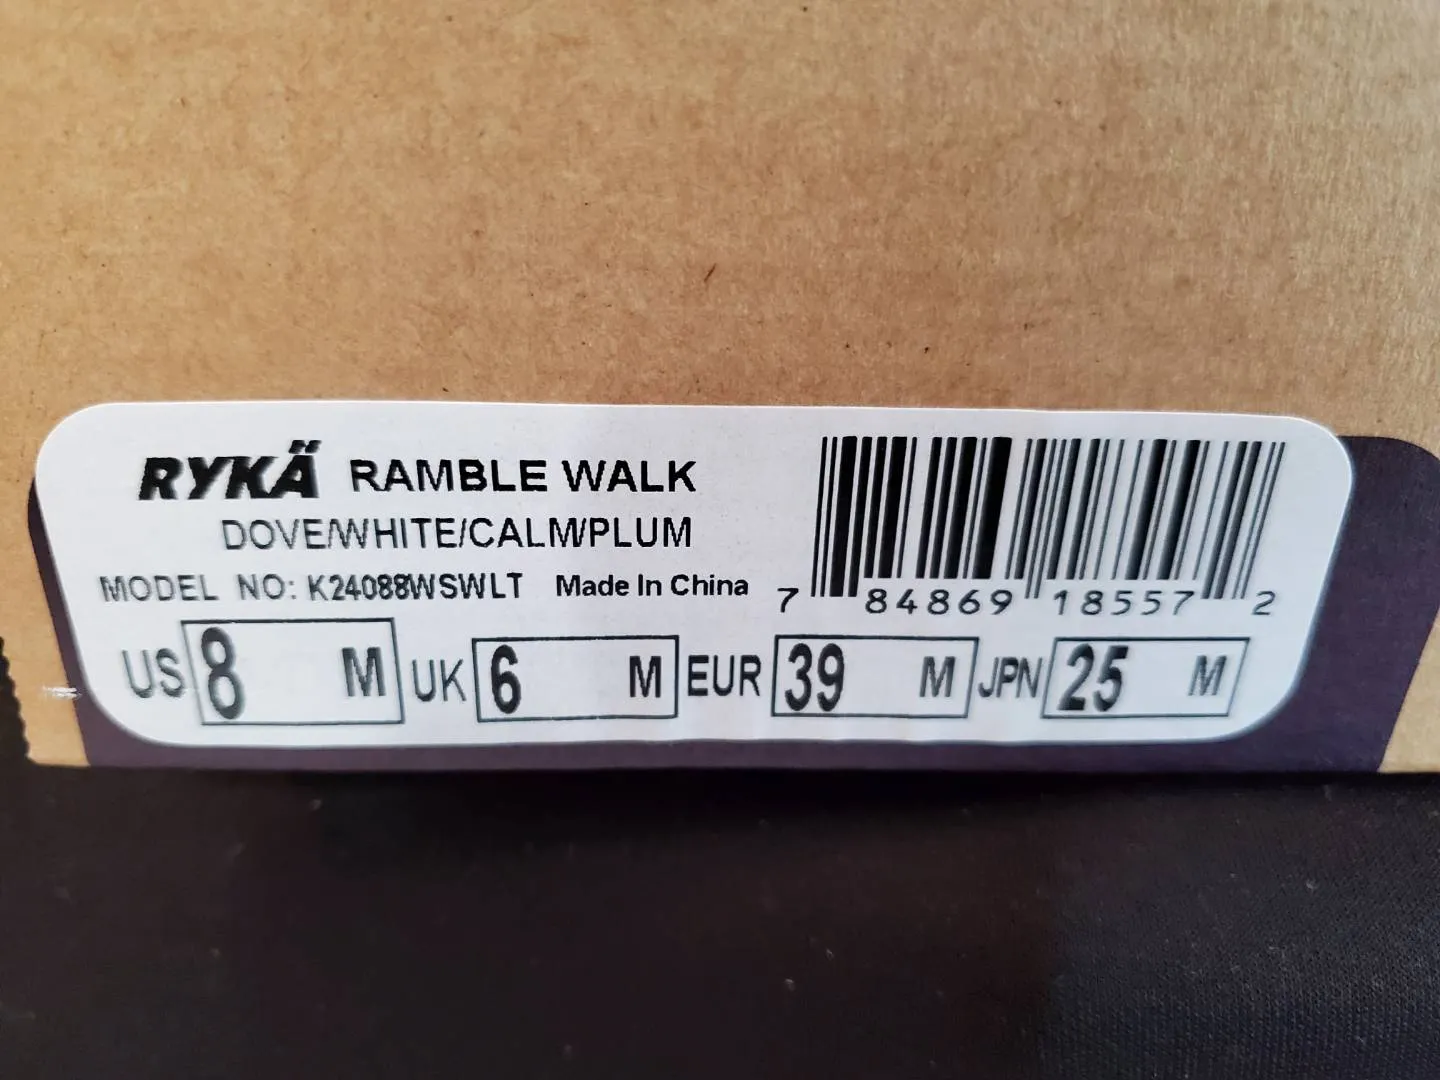 RYKÄ RAMBLE WALK
DOVE/WHITE/CALM/PLUM
MODEL NO: K24088WSWLT Made In China
7 84869 18557 2
US 8 M UK 6 M EUR 39 M JPN 25 M